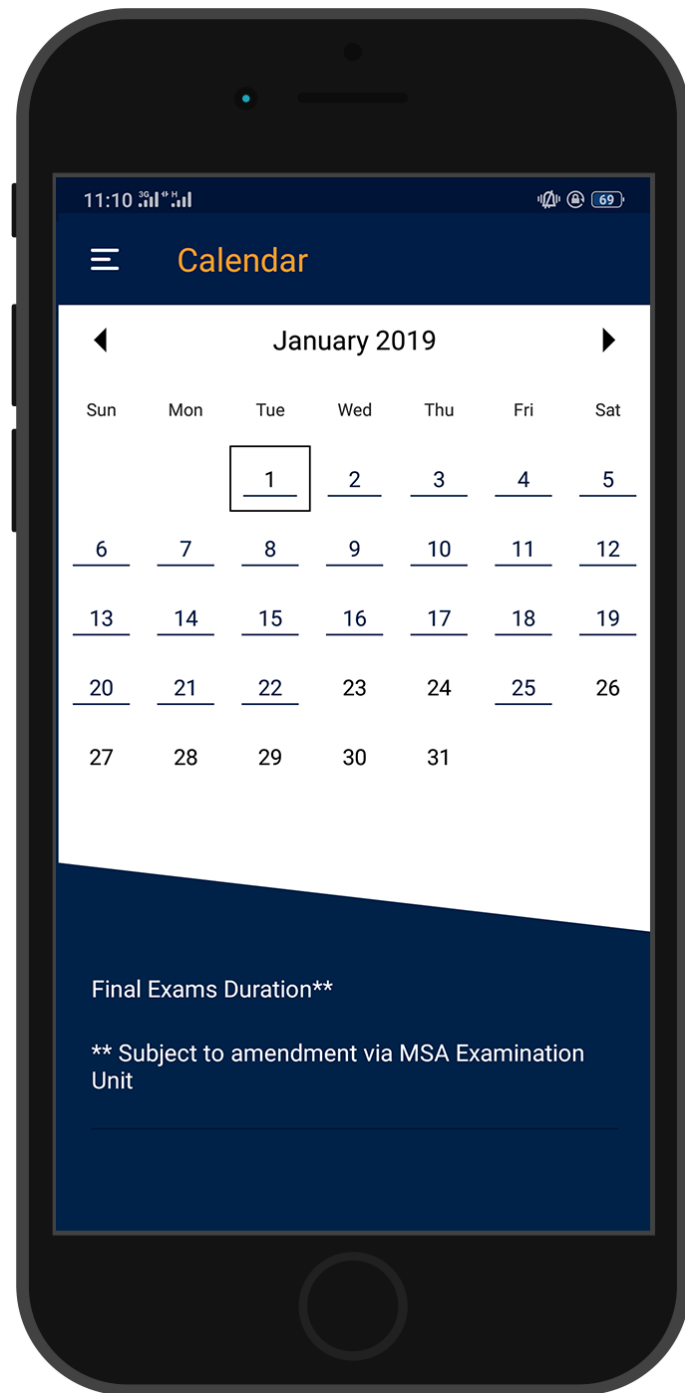 11:10 3G H 69
Calendar
January 2019
Sun Mon Tue Wed Thu Fri Sat
1 2 3 4 5
6 7 8 9 10 11 12
13 14 15 16 17 18 19
20 21 22 23 24 25 26
27 28 29 30 31
Final Exams Duration**
** Subject to amendment via MSA Examination
Unit